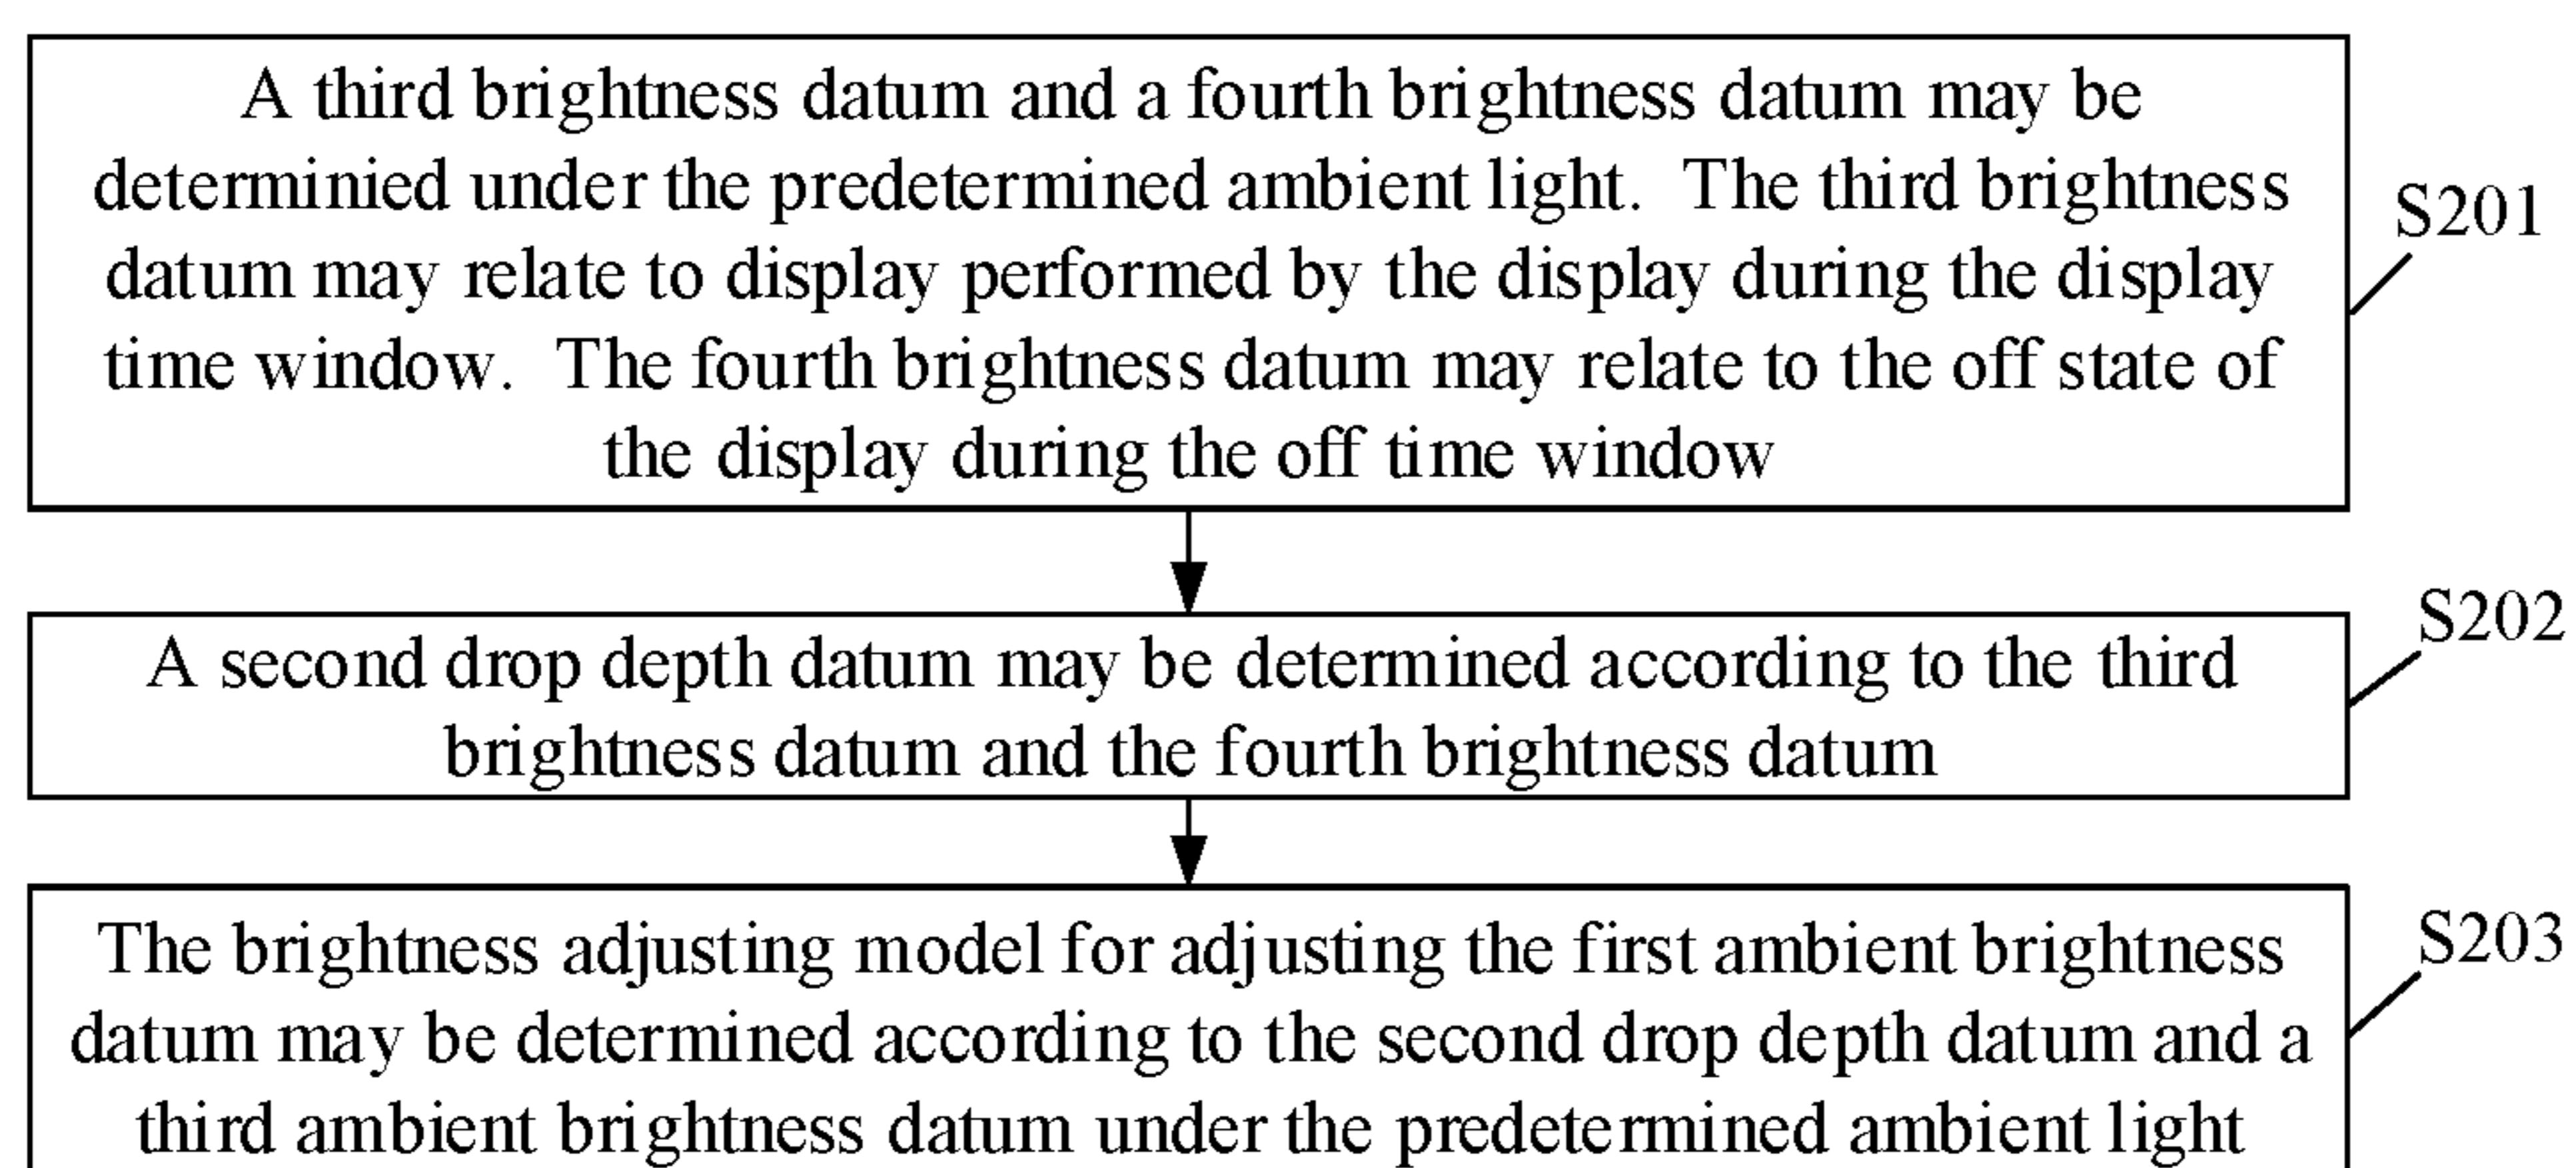 A third brightness datum and a fourth brightness datum may be
determinied under the predetermined ambient light.  The third brightness
datum may relate to display performed by the display during the display
time window.  The fourth brightness datum may relate to the off state of
the display during the off time window
S201
A second drop depth datum may be determined according to the third
brightness datum and the fourth brightness datum
S202
The brightness adjusting model for adjusting the first ambient brightness
datum may be determined according to the second drop depth datum and a
third ambient brightness datum under the predetermined ambient light
S203